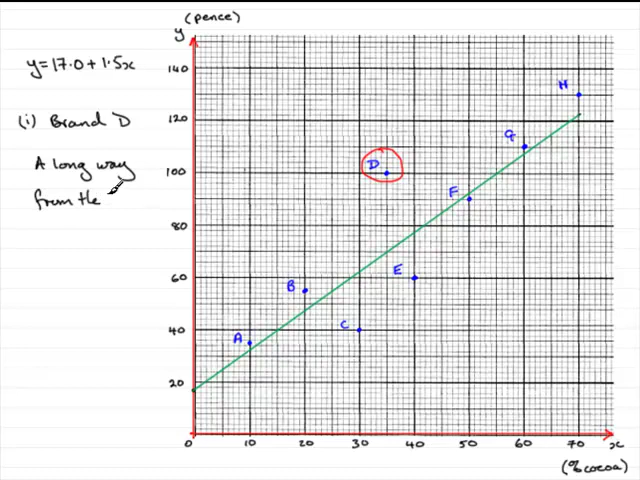 (pence)
y
y=17.0+1.5x
140
(i) Brand D
120
A long way
from the
100
80
60
40
20
0
10
20
30
40
50
60
70
x
(% cocoa)
A
B
C
D
E
F
G
H